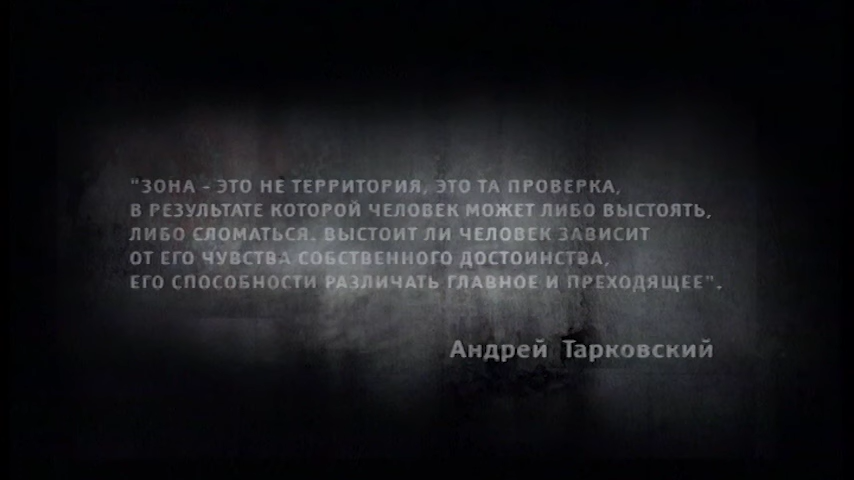 "ЗОНА - ЭТО НЕ ТЕРРИТОРИЯ, ЭТО ТА ПРОВЕРКА,
В РЕЗУЛЬТАТЕ КОТОРОЙ ЧЕЛОВЕК МОЖЕТ ЛИБО ВЫСТОЯТЬ,
ЛИБО СЛОМАТЬСЯ. ВЫСТОИТ ЛИ ЧЕЛОВЕК ЗАВИСИТ
ОТ ЕГО ЧУВСТВА СОБСТВЕННОГО ДОСТОИНСТВА,
ЕГО СПОСОБНОСТИ РАЗЛИЧАТЬ ГЛАВНОЕ И ПРЕХОДЯЩЕЕ".
Андрей Тарковский